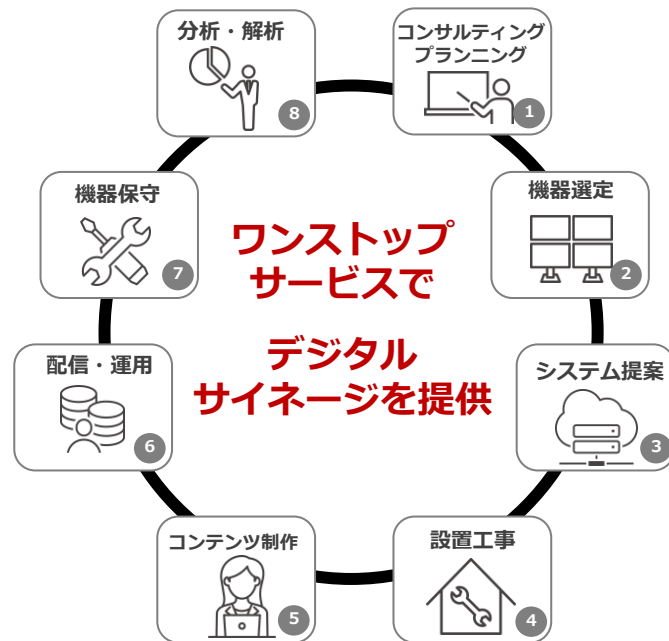 コンサルティング
プランニング
1
機器選定
2
システム提案
3
設置工事
4
コンテンツ制作
5
配信・運用
6
機器保守
7
分析・解析
8
ワンストップ
サービスで
デジタル
サイネージを提供